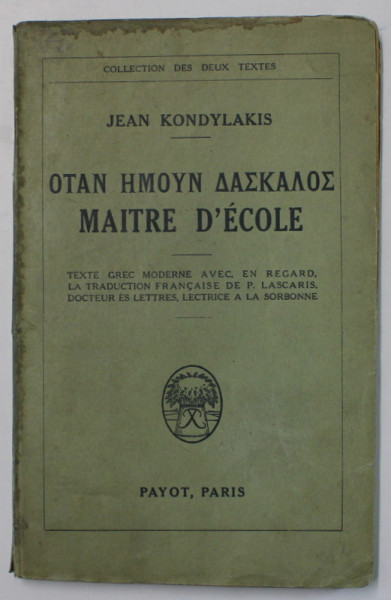 COLLECTION DES DEUX TEXTES
JEAN KONDYLAKIS
ΟΤΑΝ ΗΜΟΥΝ ΔΑΣΚΑΛΟΣ
MAITRE D'ÉCOLE
TEXTE GREC MODERNE AVEC, EN REGARD,
LA TRADUCTION FRANÇAISE DE P. LASCARIS,
DOCTEUR ÈS LETTRES, LECTRICE A LA SORBONNE
PAYOT, PARIS